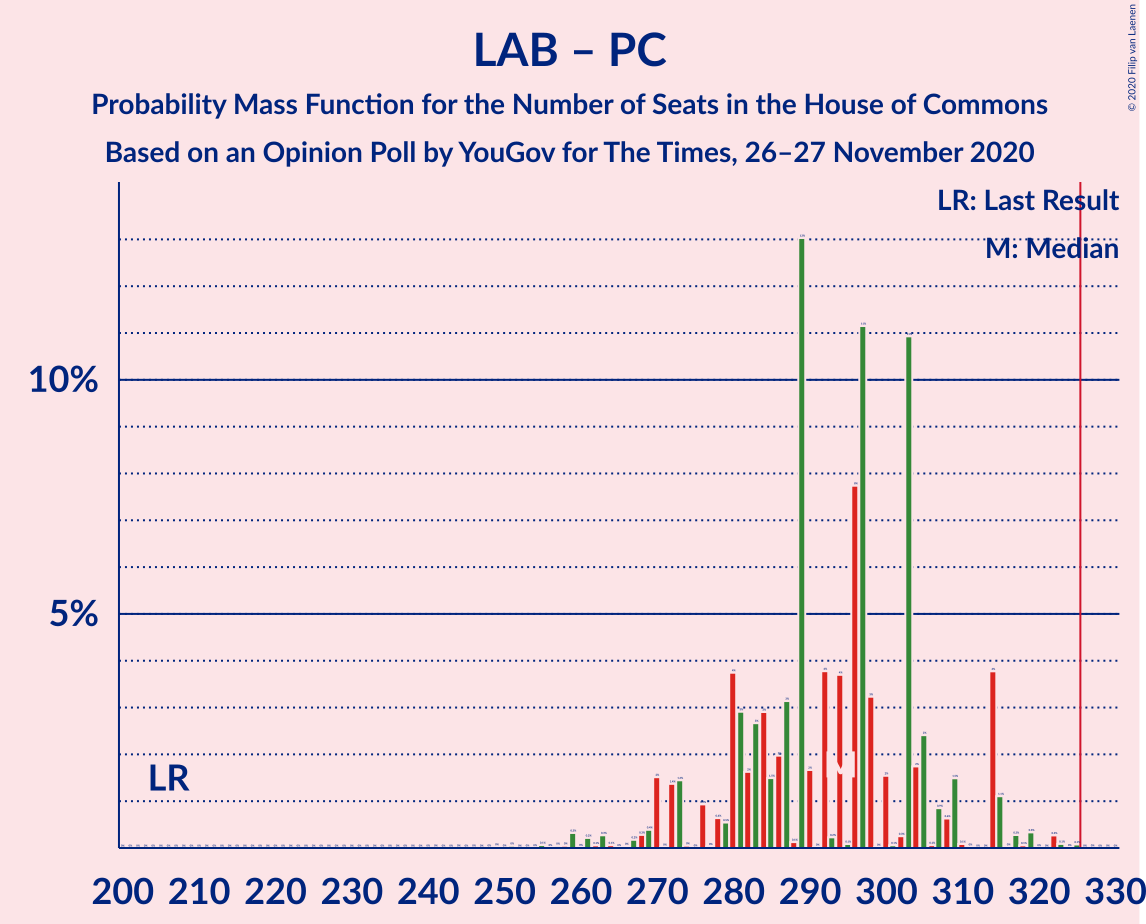 LAB – PC
Probability Mass Function for the Number of Seats in the House of Commons
Based on an Opinion Poll by YouGov for The Times, 26–27 November 2020
© 2020 Filip van Laenen
LR: Last Result
M: Median
10%
5%
LR
M
200 210 220 230 240 250 260 270 280 290 300 310 320 330